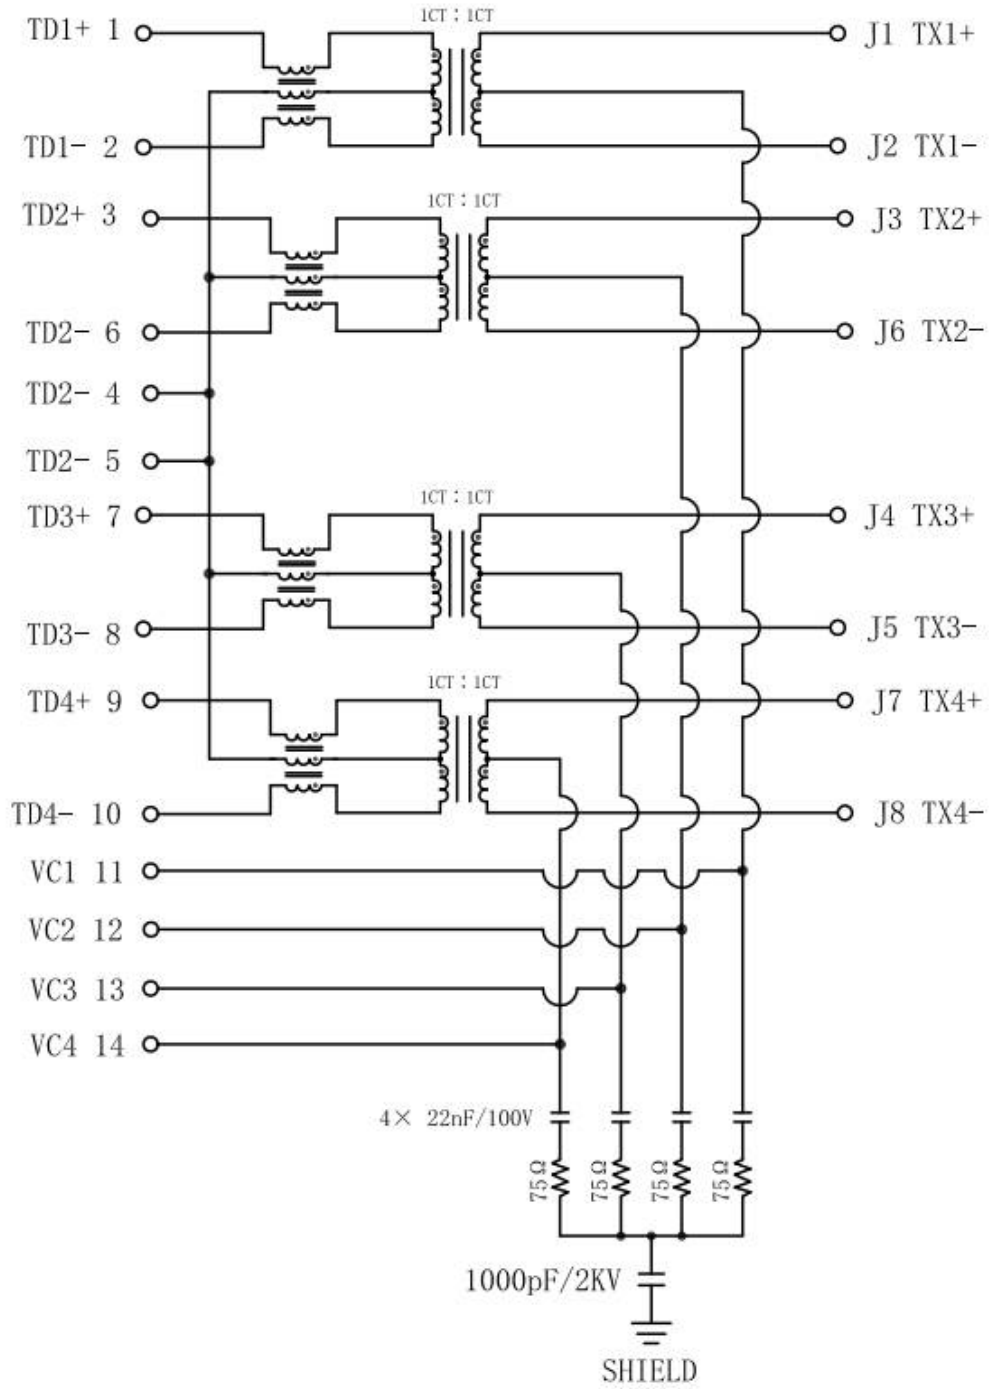 1CT : 1CT
TD1+ 1
J1 TX1+
TD1- 2
J2 TX1-
1CT : 1CT
TD2+ 3
J3 TX2+
TD2- 6
J6 TX2-
TD2- 4
TD2- 5
1CT : 1CT
TD3+ 7
J4 TX3+
TD3- 8
J5 TX3-
1CT : 1CT
TD4+ 9
J7 TX4+
TD4- 10
J8 TX4-
VC1 11
VC2 12
VC3 13
VC4 14
4× 22nF/100V
75Ω
75Ω
75Ω
75Ω
1000pF/2KV
SHIELD